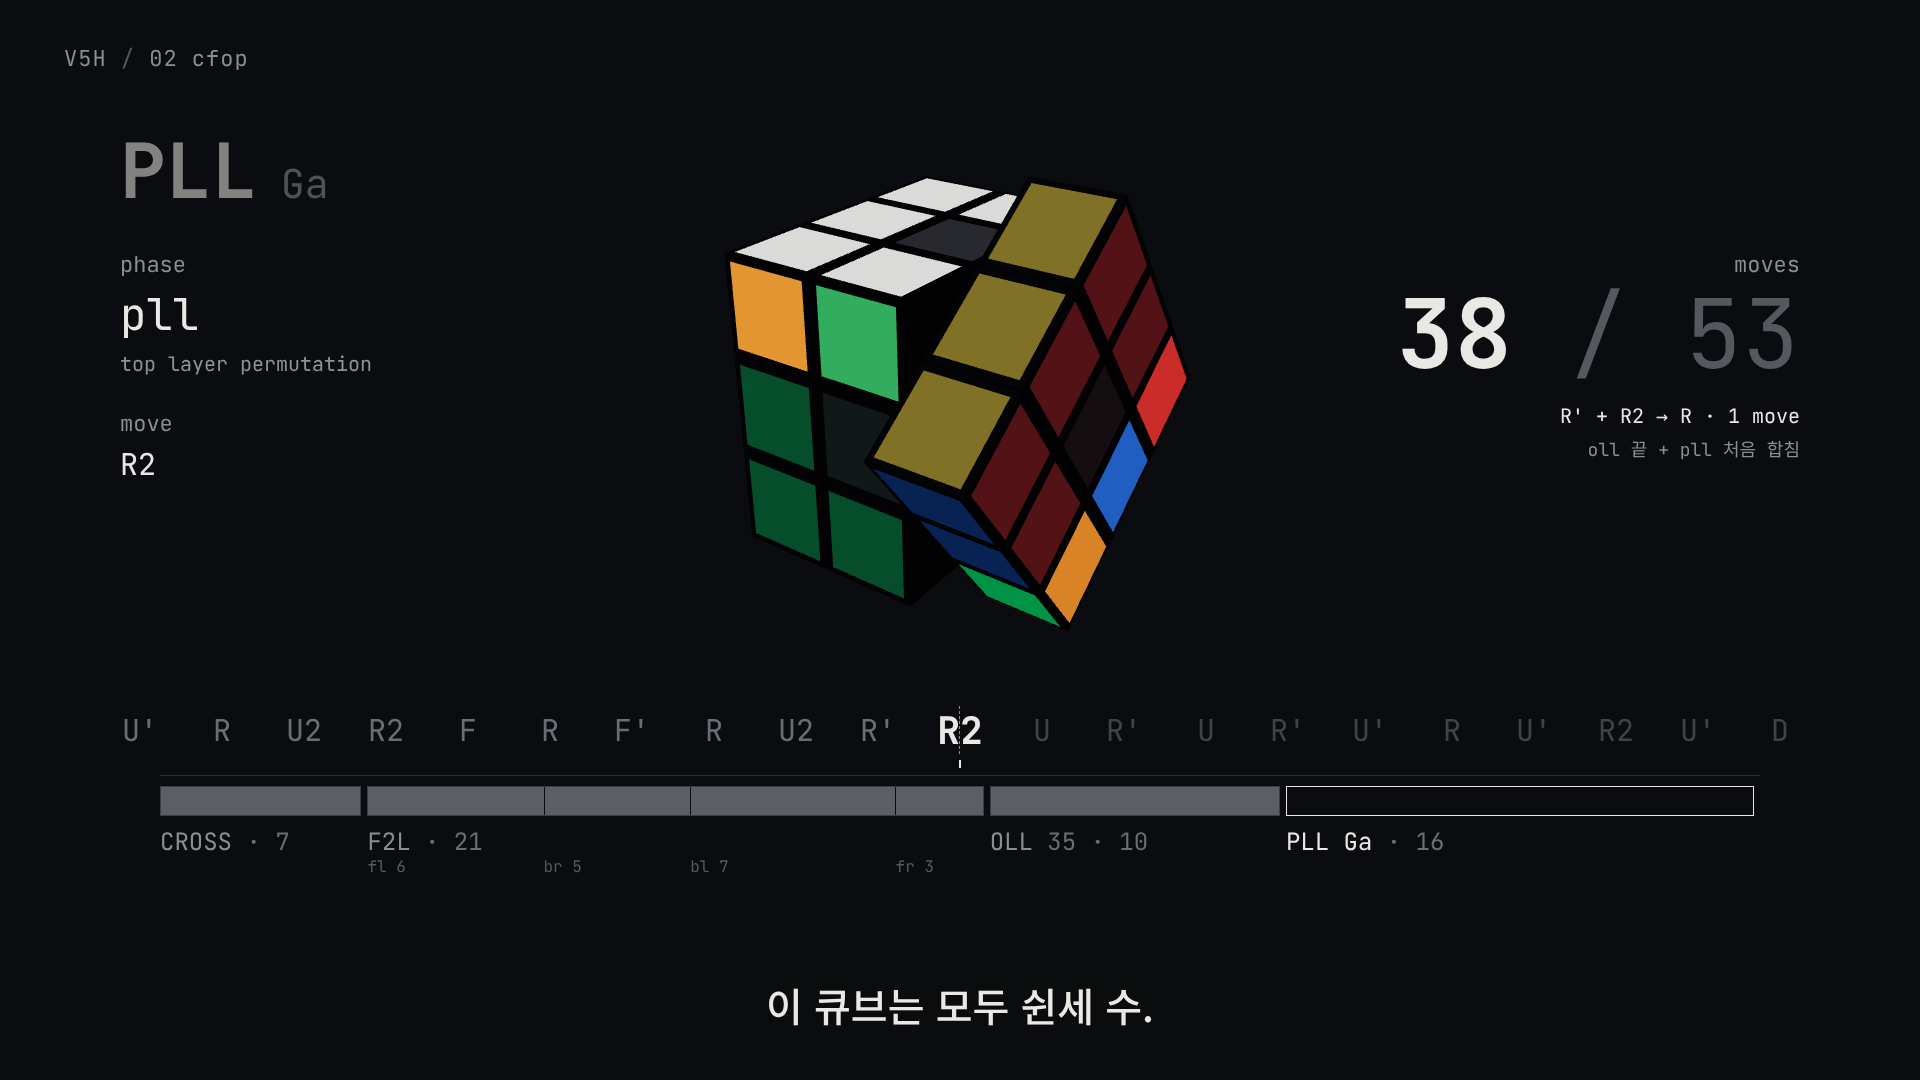 V5H / 02 cfop
PLL Ga
phase
pll
top layer permutation
move
R2
moves
38 / 53
R' + R2 → R · 1 move
oll 끝 + pll 처음 합침
U' R U2 R2 F R F' R U2 R' R2 U R' U R' U' R U' R2 U' D
CROSS · 7 F2L · 21 OLL 35 · 10 PLL Ga · 16
fl 6 br 5 bl 7 fr 3
이 큐브는 모두 쉰세 수.